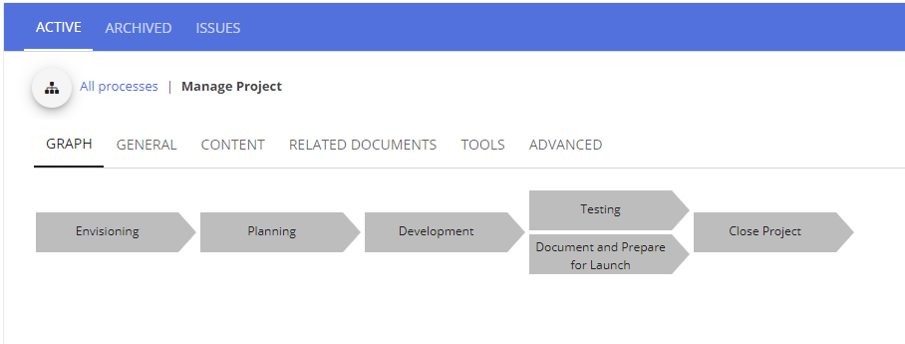 ACTIVE ARCHIVED ISSUES
All processes | Manage Project
GRAPH GENERAL CONTENT RELATED DOCUMENTS TOOLS ADVANCED
Envisioning
Planning
Development
Testing
Document and Prepare
for Launch
Close Project